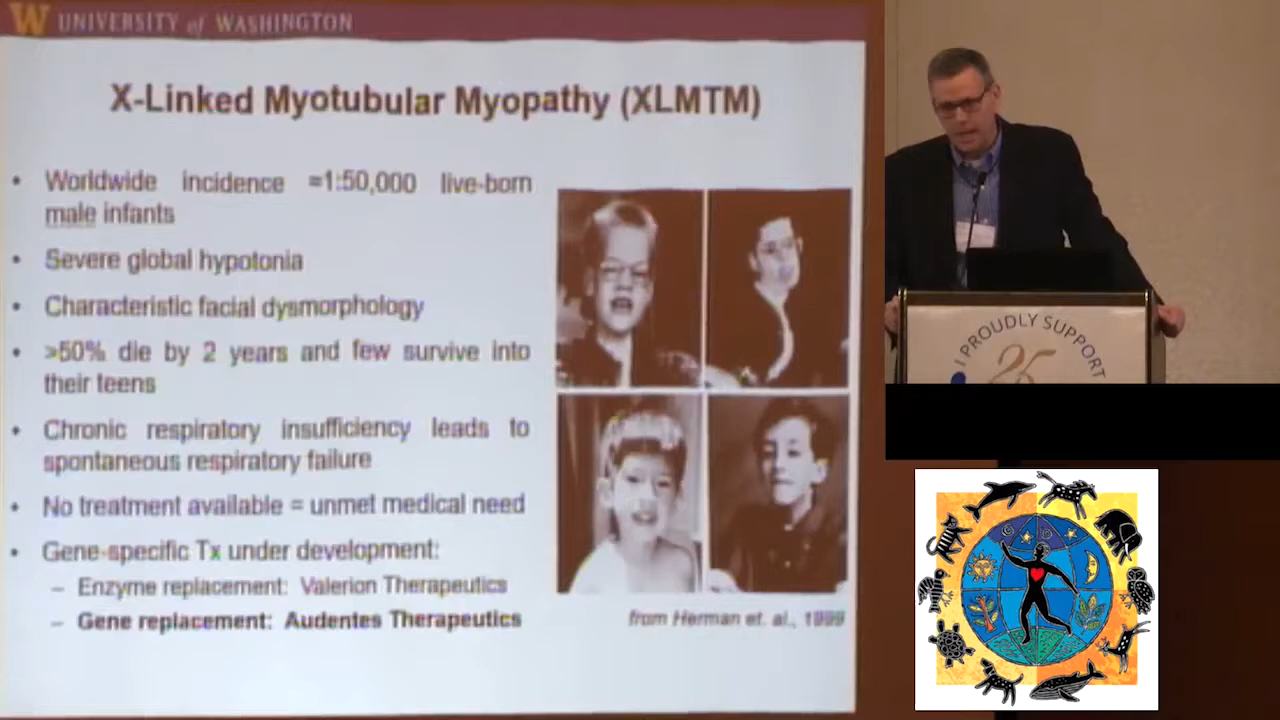 W UNIVERSITY of WASHINGTON
X-Linked Myotubular Myopathy (XLMTM)
• Worldwide incidence ≈1:50,000 live-born
male infants
• Severe global hypotonia
• Characteristic facial dysmorphology
• >50% die by 2 years and few survive into
their teens
• Chronic respiratory insufficiency leads to
spontaneous respiratory failure
• No treatment available = unmet medical need
• Gene-specific Tx under development:
– Enzyme replacement: Valerion Therapeutics
– Gene replacement: Audentes Therapeutics
from Herman et. al., 1999
I PROUDLY SUPPORT
25